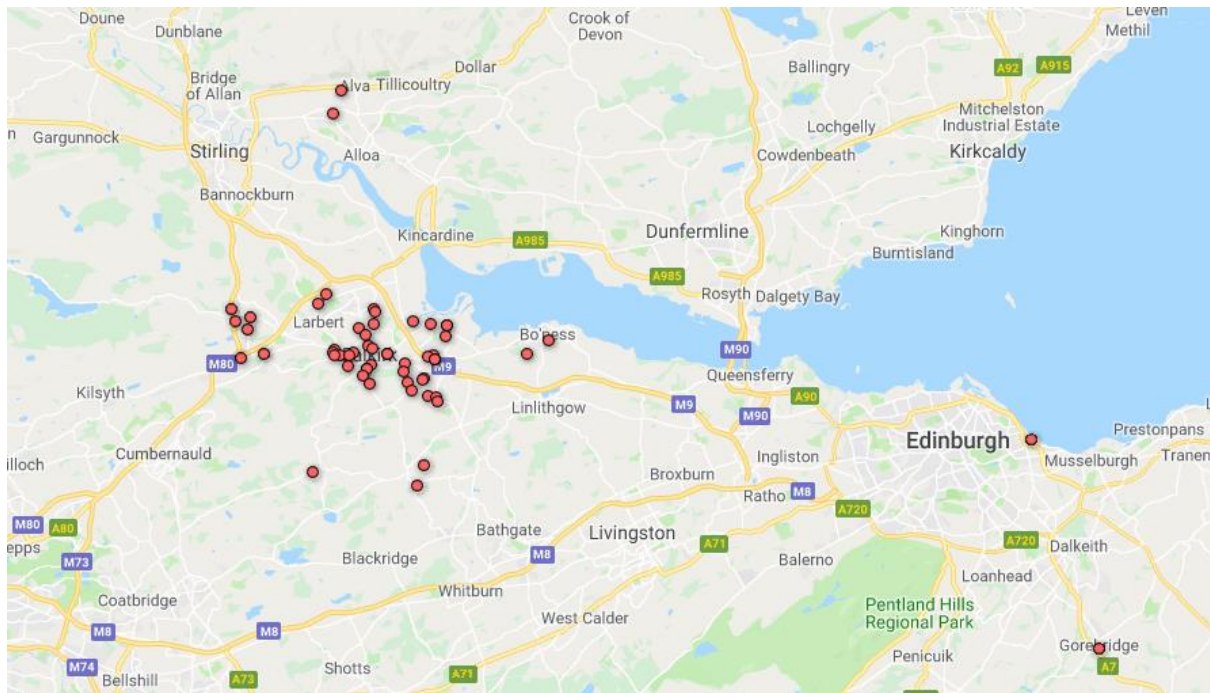 Doune
Dunblane
Crook of
Devon
Leven
Methil
Bridge
of Allan
Dollar
Alva
Tillicoultry
Ballingry
A92
A915
Gargunnock
Stirling
Alloa
Lochgelly
Mitchelston
Industrial Estate
Cowdenbeath
Kirkcaldy
Bannockburn
Kincardine
A985
Dunfermline
Kinghorn
Burntisland
A985
Rosyth
Dalgety Bay
Larbert
Bo'ness
M80
M9
M90
Queensferry
Kilsyth
Linlithgow
M9
M90
A90
Edinburgh
Prestonpans
Cumbernauld
Musselburgh
Tranen
illoch
Broxburn
Ingliston
Ratho
M8
M80
A80
Bathgate
Livingston
A720
A71
A720
epps
M73
Blackridge
M8
Balerno
Dalkeith
Whitburn
Loanhead
Coatbridge
West Calder
Pentland Hills
Regional Park
M8
M8
Gorebridge
M74
Bellshill
A73
Shotts
A71
Penicuik
A7